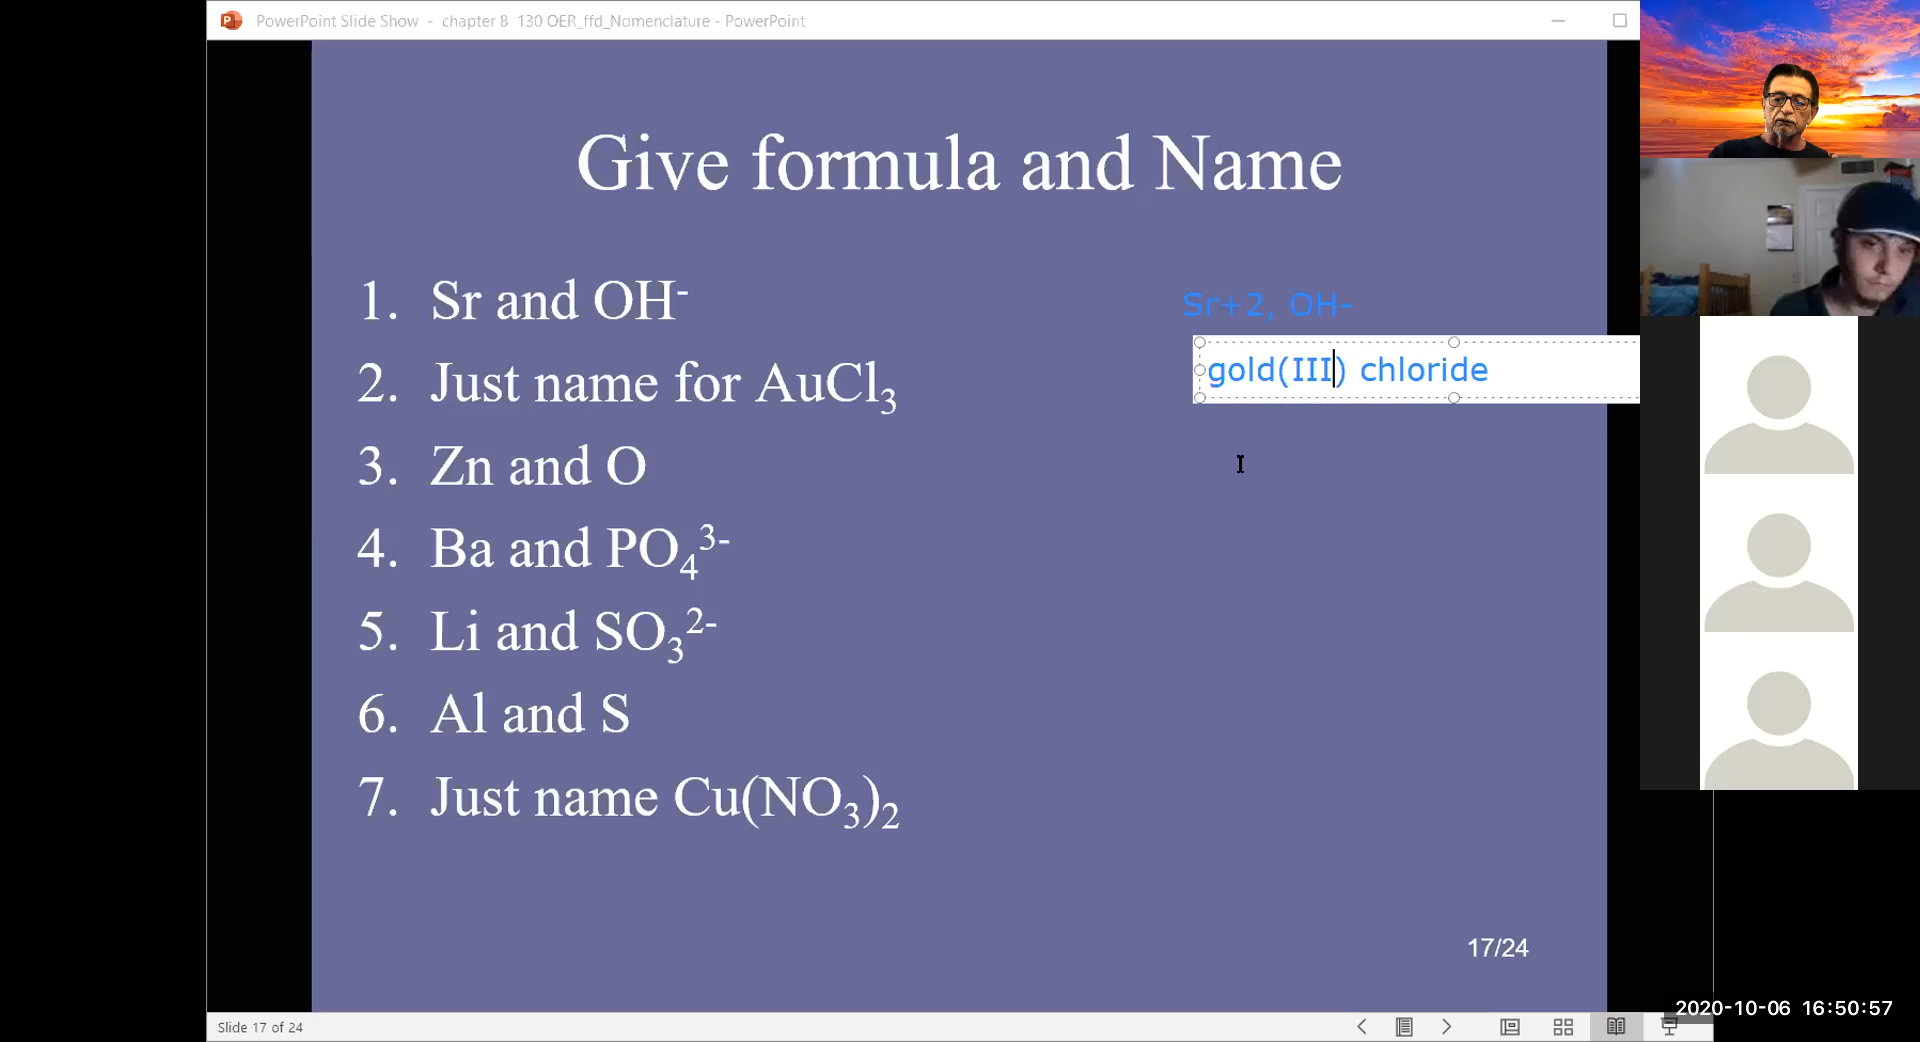 PowerPoint Slide Show - chapter 8 130 OER_ffd_Nomenclature - PowerPoint
Give formula and Name
1. Sr and OH⁻
2. Just name for AuCl₃
3. Zn and O
4. Ba and PO₄³⁻
5. Li and SO₃²⁻
6. Al and S
7. Just name Cu(NO₃)₂
Sr+2, OH-
gold(III) chloride
17/24
Slide 17 of 24
2020-10-06 16:50:57